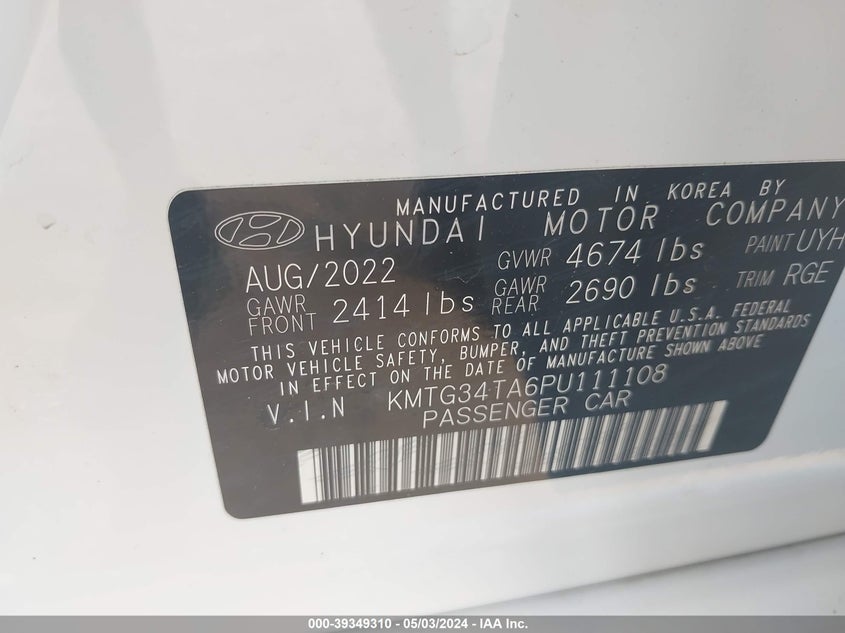 MANUFACTURED IN KOREA BY
HYUNDAI MOTOR COMPANY
AUG/2022 GVWR 4674 lbs PAINT UYH
GAWR FRONT 2414 lbs GAWR REAR 2690 lbs TRIM RGE
THIS VEHICLE CONFORMS TO ALL APPLICABLE U.S.A. FEDERAL
MOTOR VEHICLE SAFETY, BUMPER, AND THEFT PREVENTION STANDARDS
IN EFFECT ON THE DATE OF MANUFACTURE SHOWN ABOVE
V.I.N KMTG34TA6PU111108
PASSENGER CAR
000-39349310 - 05/03/2024 - IAA Inc.